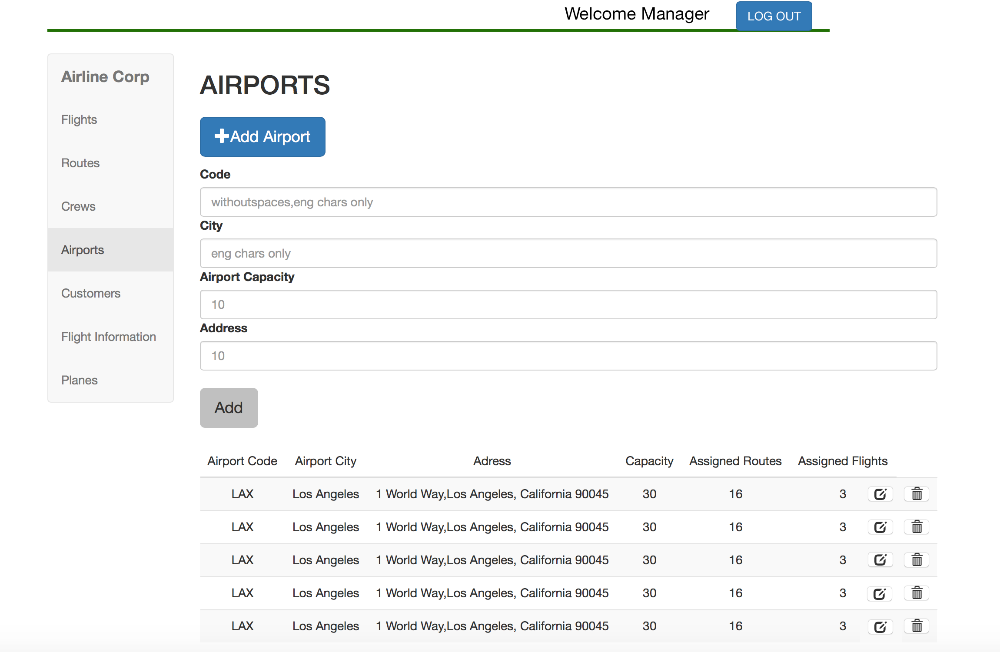 Welcome Manager LOG OUT
Airline Corp
Flights
Routes
Crews
Airports
Customers
Flight Information
Planes
AIRPORTS
Add Airport
Code
withoutspaces,eng chars only
City
eng chars only
Airport Capacity
10
Address
10
Add
Airport Code Airport City Adress Capacity Assigned Routes Assigned Flights
LAX Los Angeles 1 World Way,Los Angeles, California 90045 30 16 3
LAX Los Angeles 1 World Way,Los Angeles, California 90045 30 16 3
LAX Los Angeles 1 World Way,Los Angeles, California 90045 30 16 3
LAX Los Angeles 1 World Way,Los Angeles, California 90045 30 16 3
LAX Los Angeles 1 World Way,Los Angeles, California 90045 30 16 3